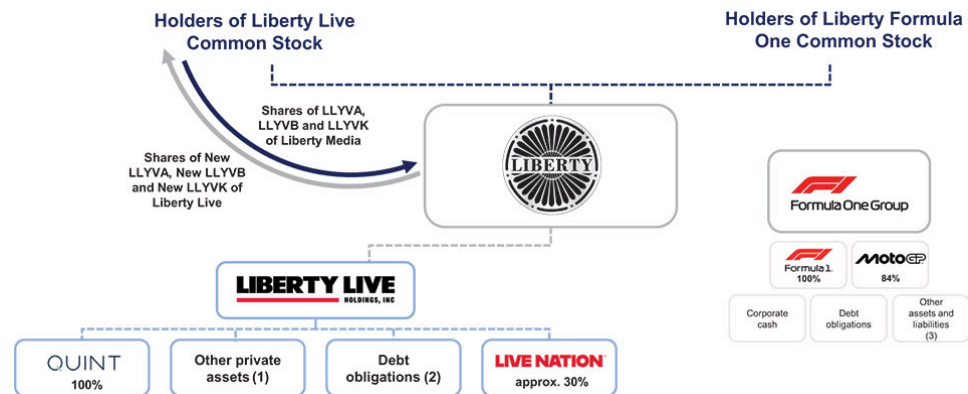 Holders of Liberty Live
Common Stock
Holders of Liberty Formula
One Common Stock
Shares of LLYVA,
LLYVB and LLYVK
of Liberty Media
Shares of New
LLYVA, New LLYVB
and New LLYVK of
Liberty Live
LIBERTY
Formula One Group
Formula 1
100%
MotoGP
84%
LIBERTY LIVE
HOLDINGS, INC
Corporate
cash
Debt
obligations
Other
assets and
liabilities
(3)
QUINT
100%
Other private
assets (1)
Debt
obligations (2)
LIVE NATION
approx. 30%